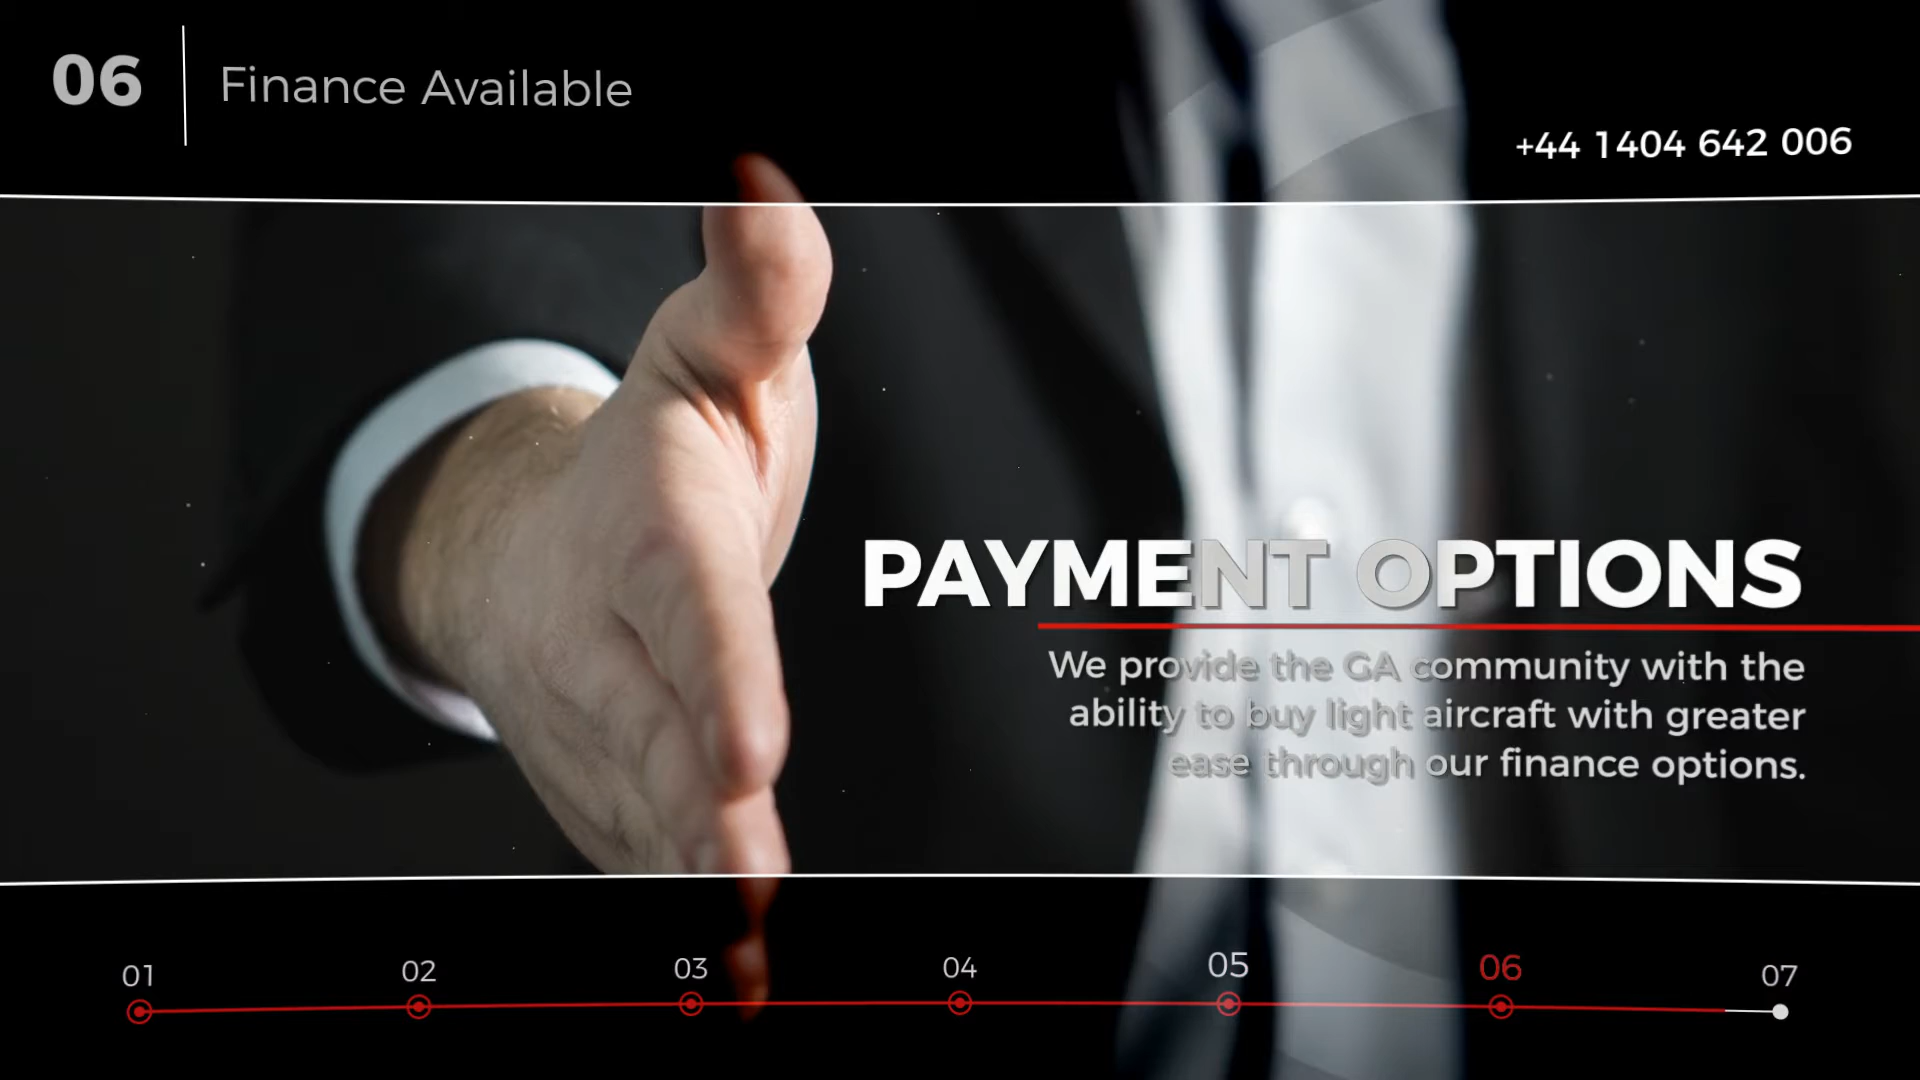 06
Finance Available
+44 1404 642 006
PAYMENT OPTIONS
We provide the GA community with the
ability to buy light aircraft with greater
ease through our finance options.
01 02 03 04 05 06 07